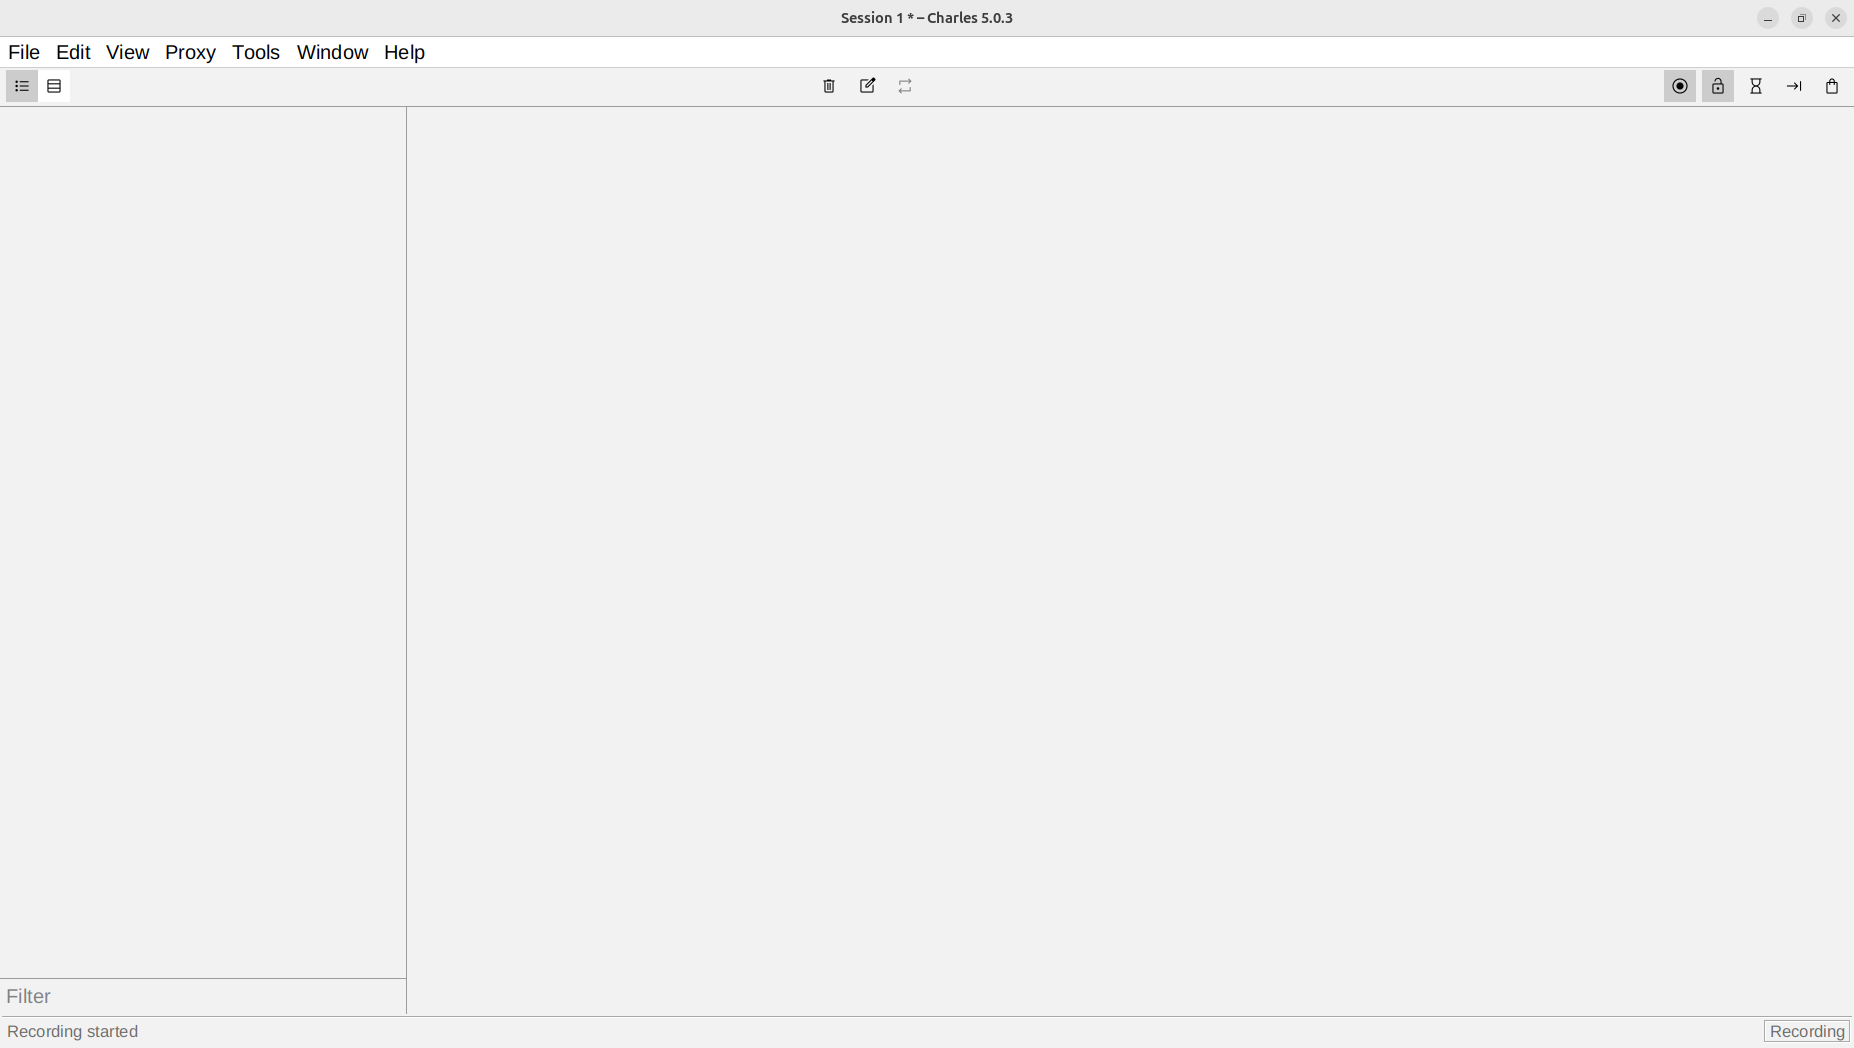 Session 1 * – Charles 5.0.3
File Edit View Proxy Tools Window Help
Filter
Recording started
Recording